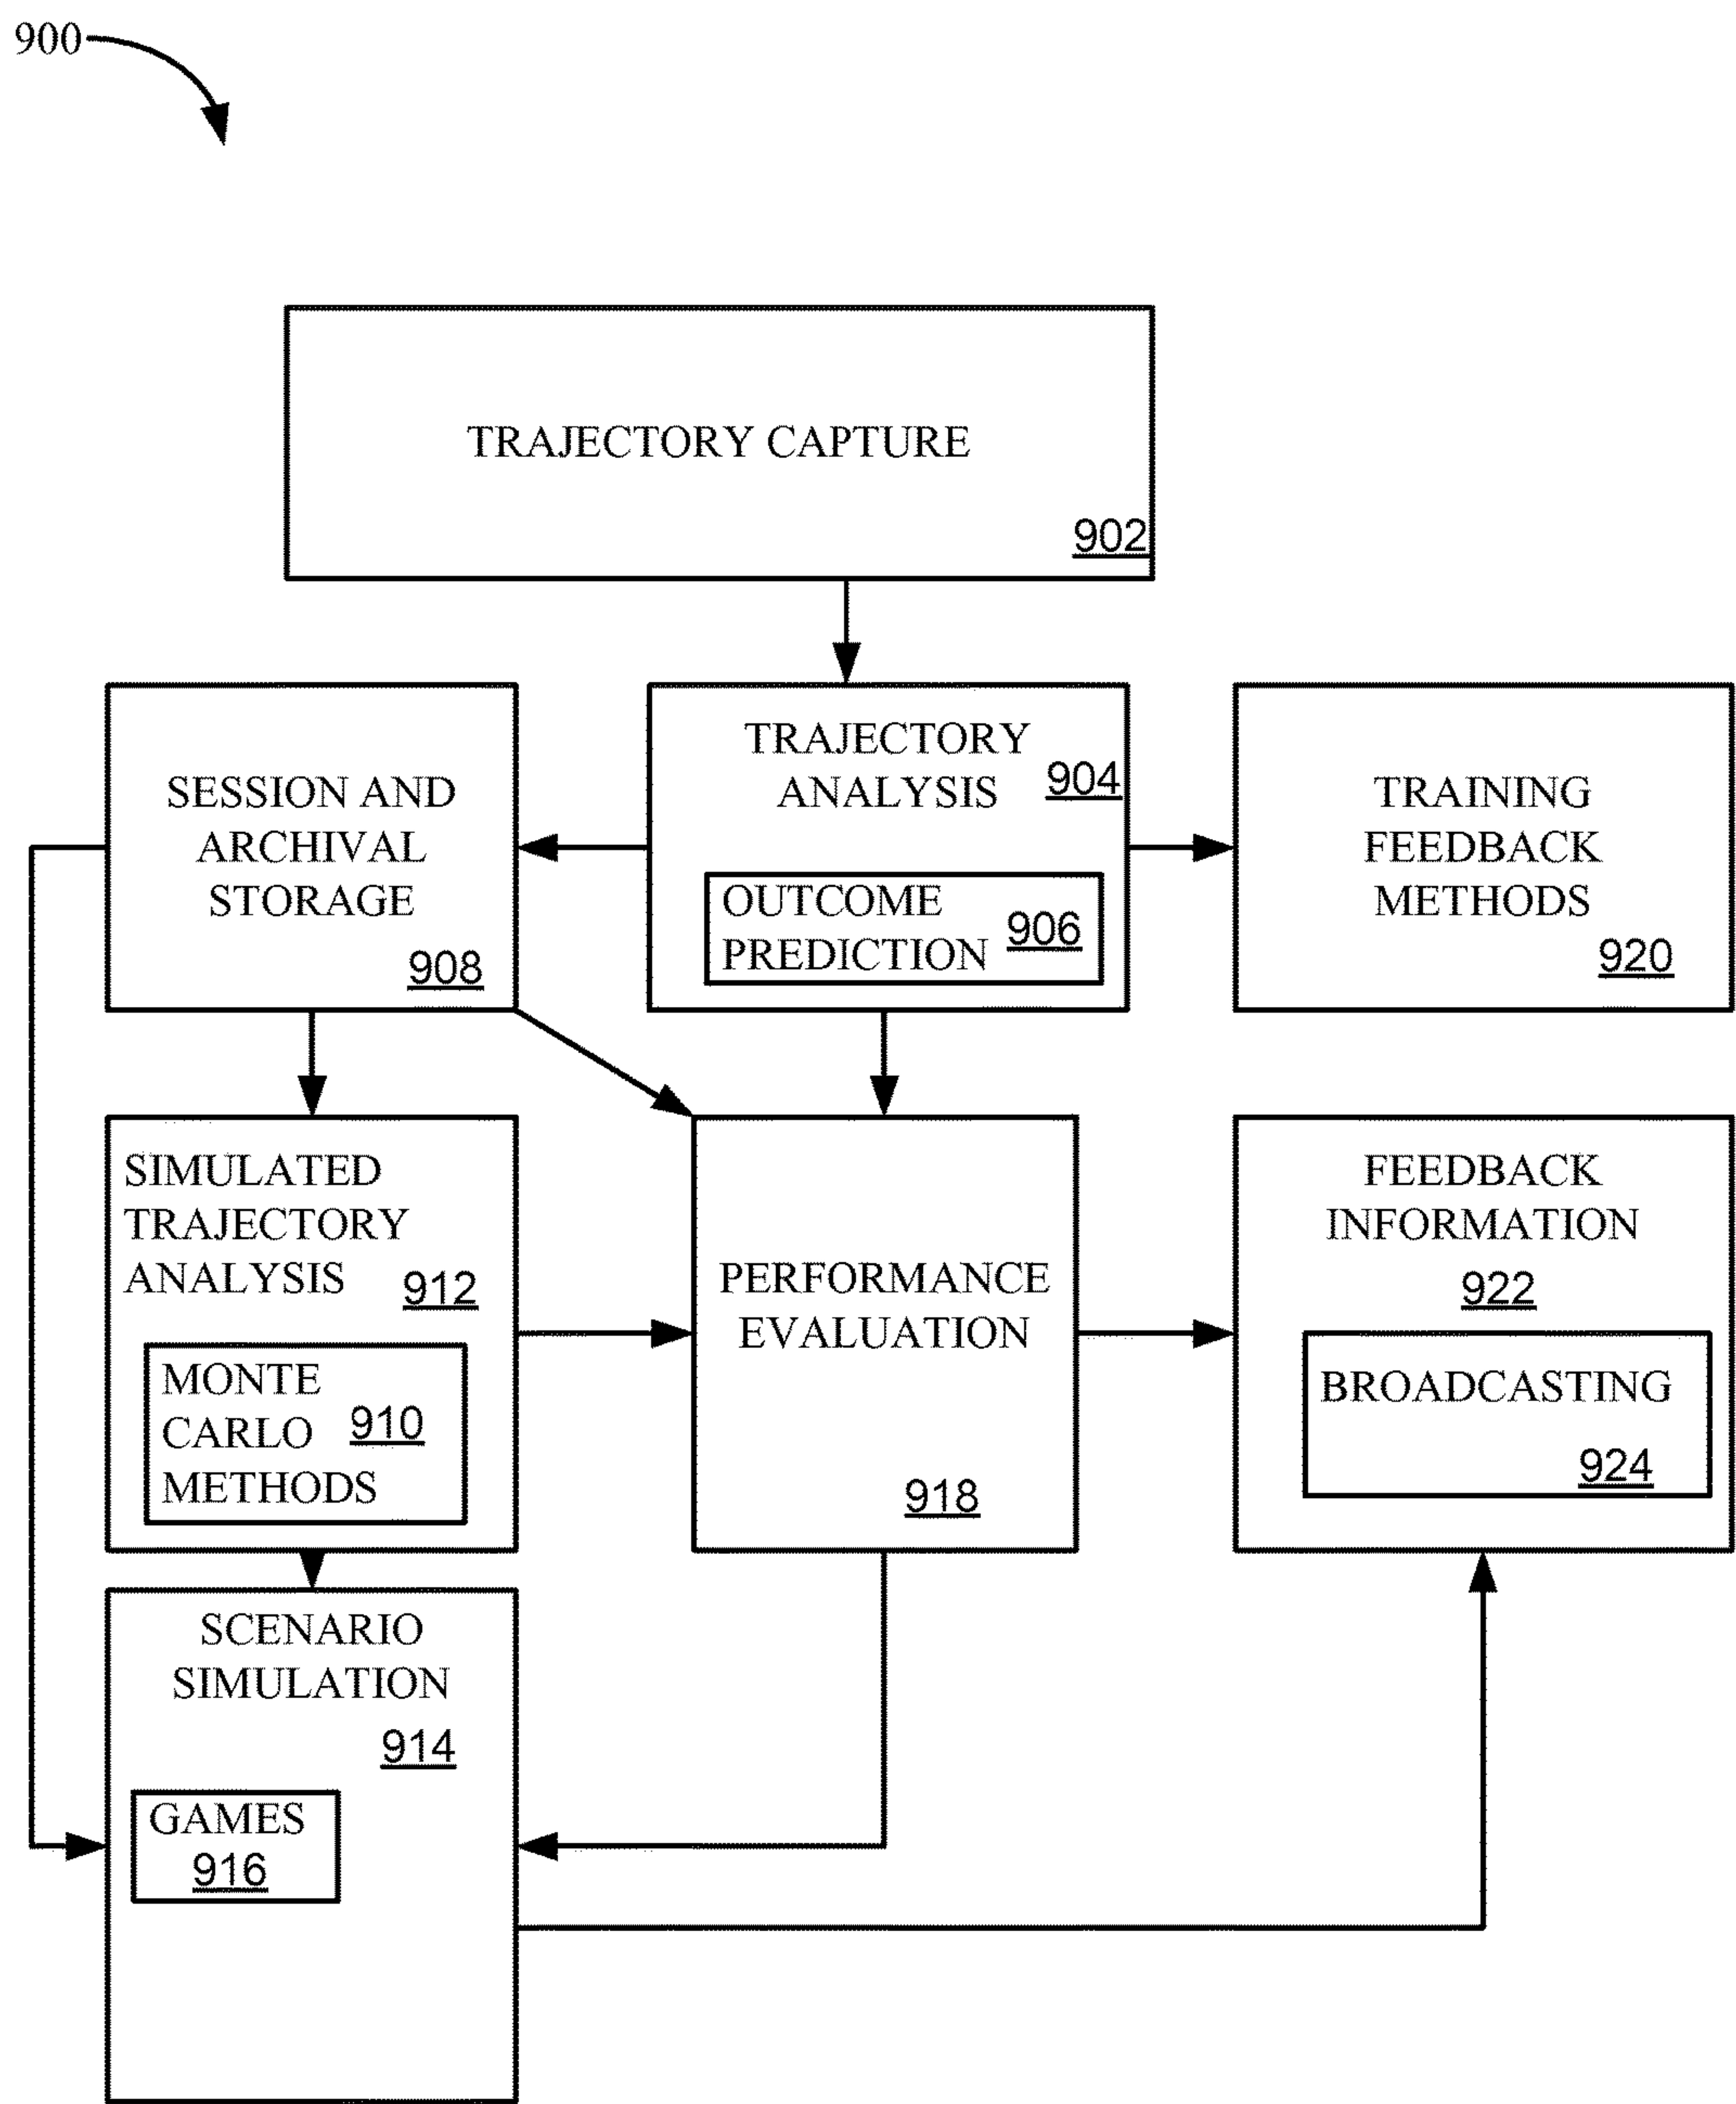 900
TRAJECTORY CAPTURE
902
SESSION AND
ARCHIVAL
STORAGE
908
TRAJECTORY
ANALYSIS
904
OUTCOME
PREDICTION
906
TRAINING
FEEDBACK
METHODS
920
SIMULATED
TRAJECTORY
ANALYSIS
912
MONTE
CARLO
METHODS
910
PERFORMANCE
EVALUATION
918
FEEDBACK
INFORMATION
922
BROADCASTING
924
SCENARIO
SIMULATION
914
GAMES
916